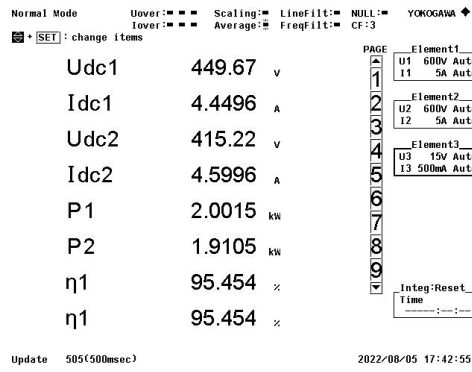 Normal Mode Uover: Scaling: LineFilt: NULL: YOKOGAWA
Iover: Average: FreqFilt: CF:3
+ SET : change items
PAGE
Udc1 449.67 V
Idc1 4.4496 A
Udc2 415.22 V
Idc2 4.5996 A
P1 2.0015 kW
P2 1.9105 kW
η1 95.454 %
η1 95.454 %
1
2
3
4
5
6
7
8
9
Element1
U1 600V Aut
I1 5A Aut
Element2
U2 600V Aut
I2 5A Aut
Element3
U3 15V Aut
I3 500mA Aut
Integ:Reset
Time
-----:--:--
Update 505(500msec) 2022/08/05 17:42:55